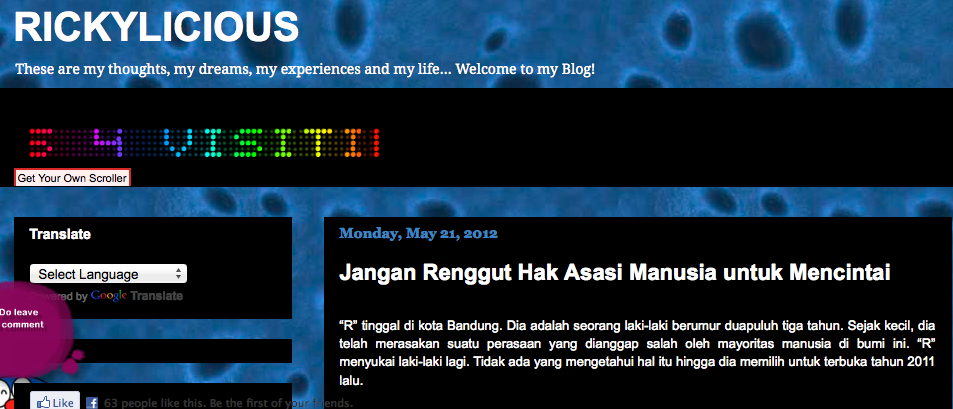 RICKYLICIOUS
These are my thoughts, my dreams, my experiences and my life... Welcome to my Blog!
S 4 VISITI
Get Your Own Scroller
Translate
Select Language
Powered by Google Translate
Do leave
comment
Like
63 people like this. Be the first of your friends.
Monday, May 21, 2012
Jangan Renggut Hak Asasi Manusia untuk Mencintai
“R” tinggal di kota Bandung. Dia adalah seorang laki-laki berumur duapuluh tiga tahun. Sejak kecil, dia
telah merasakan suatu perasaan yang dianggap salah oleh mayoritas manusia di bumi ini. “R”
menyukai laki-laki lagi. Tidak ada yang mengetahui hal itu hingga dia memilih untuk terbuka tahun 2011
lalu.